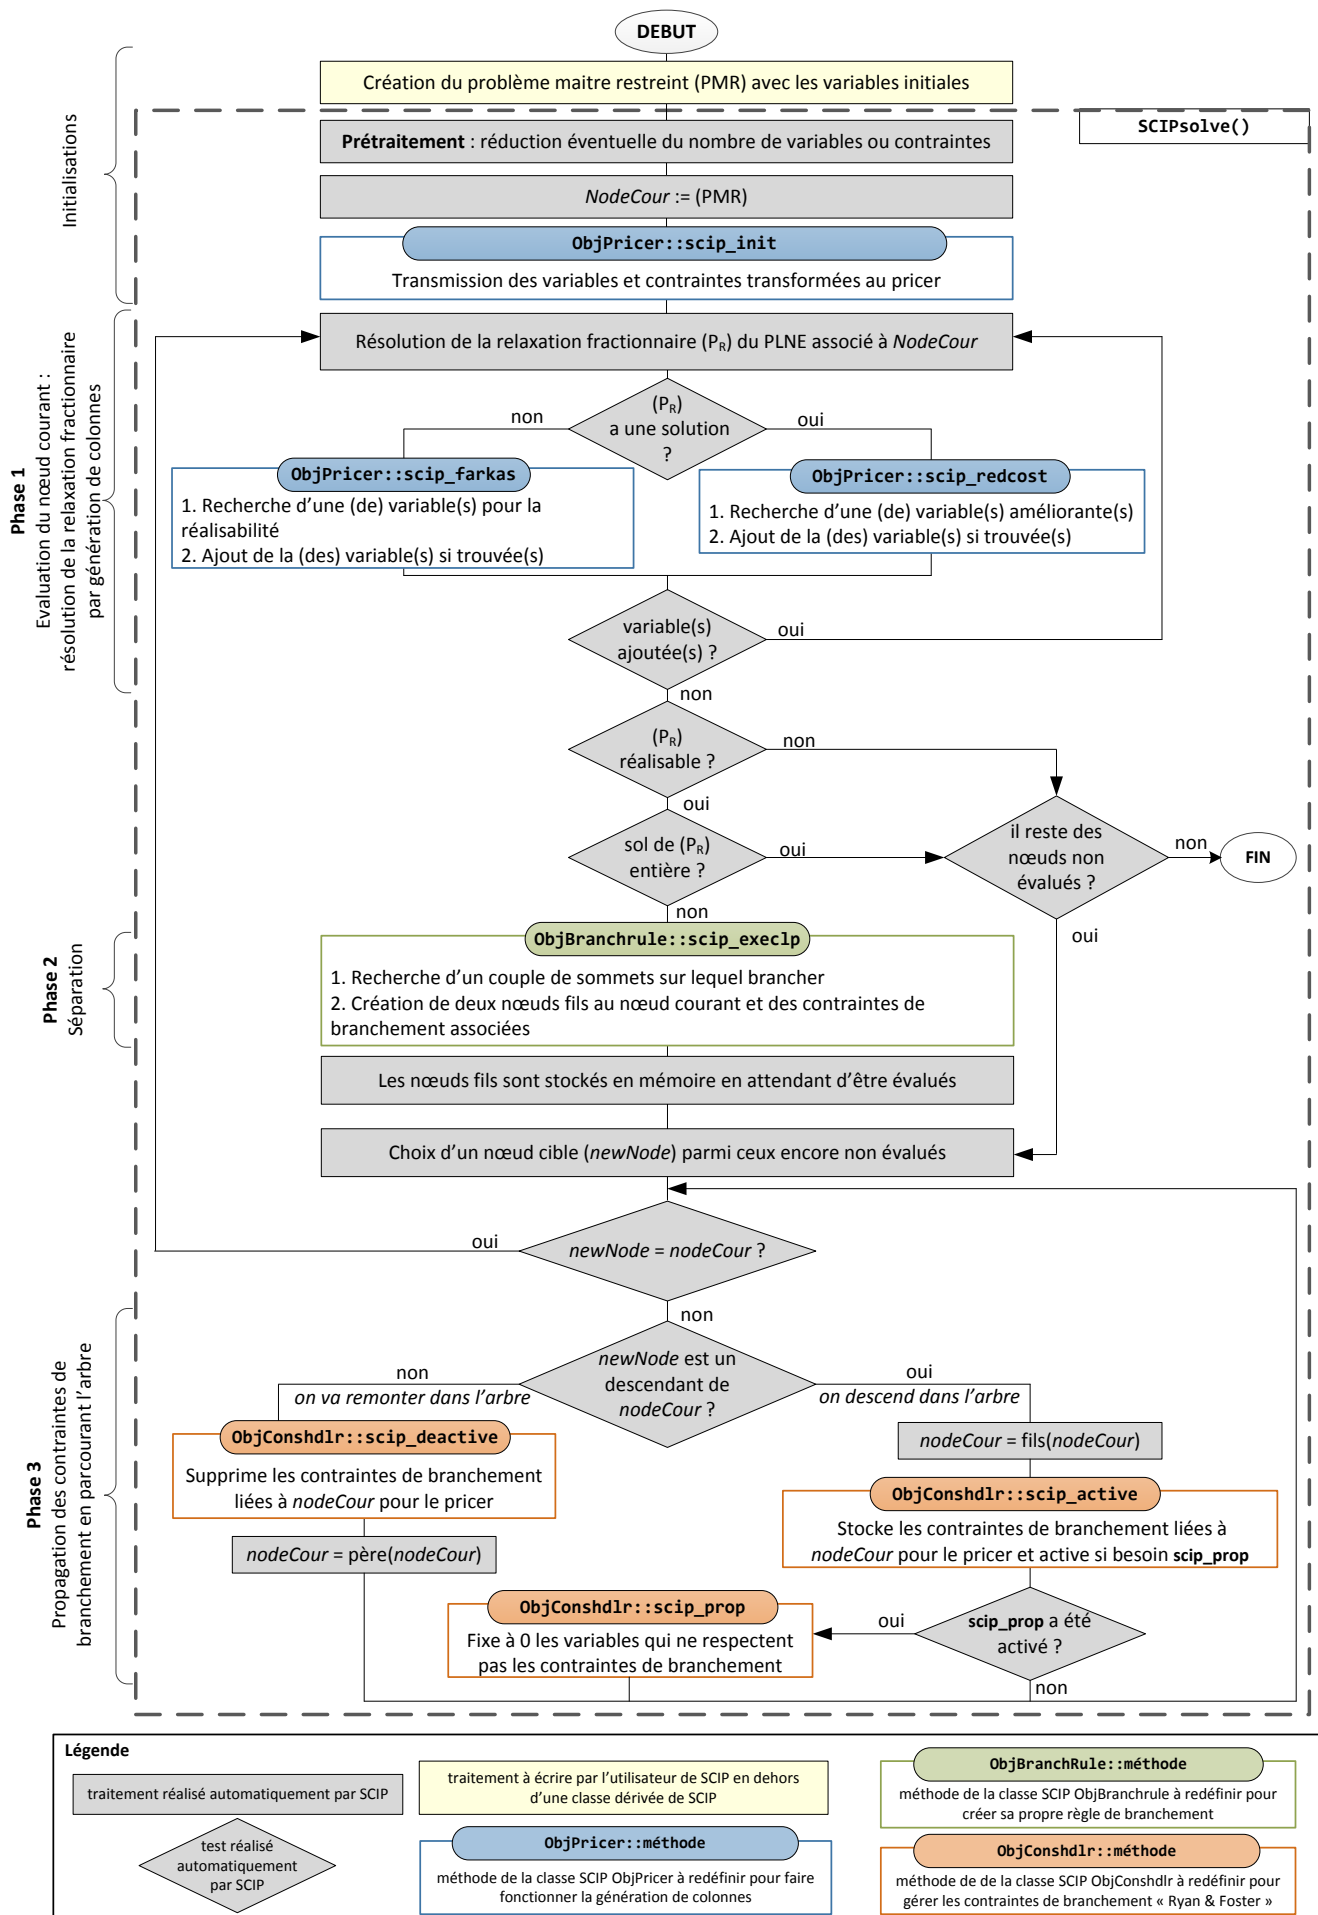 DEBUT
Création du problème maitre restreint (PMR) avec les variables initiales
SCIPsolve()
Initialisations
Prétraitement : réduction éventuelle du nombre de variables ou contraintes
NodeCour := (PMR)
ObjPricer::scip_init
Transmission des variables et contraintes transformées au pricer
Phase 1
Evaluation du nœud courant :
résolution de la relaxation fractionnaire
par génération de colonnes
Résolution de la relaxation fractionnaire (PR) du PLNE associé à NodeCour
(PR)
a une solution
?
non
oui
ObjPricer::scip_farkas
1. Recherche d'une (de) variable(s) pour la
réalisabilité
2. Ajout de la (des) variable(s) si trouvée(s)
ObjPricer::scip_redcost
1. Recherche d'une (de) variable(s) améliorante(s)
2. Ajout de la (des) variable(s) si trouvée(s)
variable(s)
ajoutée(s) ?
oui
non
(PR)
réalisable ?
non
oui
sol de (PR)
entière ?
oui
non
il reste des
nœuds non
évalués ?
non
FIN
oui
Phase 2
Séparation
ObjBranchrule::scip_execlp
1. Recherche d'un couple de sommets sur lequel brancher
2. Création de deux nœuds fils au nœud courant et des contraintes de
branchement associées
Les nœuds fils sont stockés en mémoire en attendant d'être évalués
Choix d'un nœud cible (newNode) parmi ceux encore non évalués
newNode = nodeCour ?
oui
non
Phase 3
Propagation des contraintes de
branchement en parcourant l'arbre
newNode est un
descendant de
nodeCour ?
non
on va remonter dans l'arbre
oui
on descend dans l'arbre
ObjConshdlr::scip_deactive
Supprime les contraintes de branchement
liées à nodeCour pour le pricer
nodeCour = père(nodeCour)
nodeCour = fils(nodeCour)
ObjConshdlr::scip_active
Stocke les contraintes de branchement liées à
nodeCour pour le pricer et active si besoin scip_prop
scip_prop a été
activé ?
oui
non
ObjConshdlr::scip_prop
Fixe à 0 les variables qui ne respectent
pas les contraintes de branchement
Légende
traitement réalisé automatiquement par SCIP
test réalisé
automatiquement
par SCIP
traitement à écrire par l'utilisateur de SCIP en dehors
d'une classe dérivée de SCIP
ObjPricer::méthode
méthode de la classe SCIP ObjPricer à redéfinir pour faire
fonctionner la génération de colonnes
ObjBranchRule::méthode
méthode de la classe SCIP ObjBranchrule à redéfinir pour
créer sa propre règle de branchement
ObjConshdlr::méthode
méthode de de la classe SCIP ObjConshdlr à redéfinir pour
gérer les contraintes de branchement « Ryan & Foster »